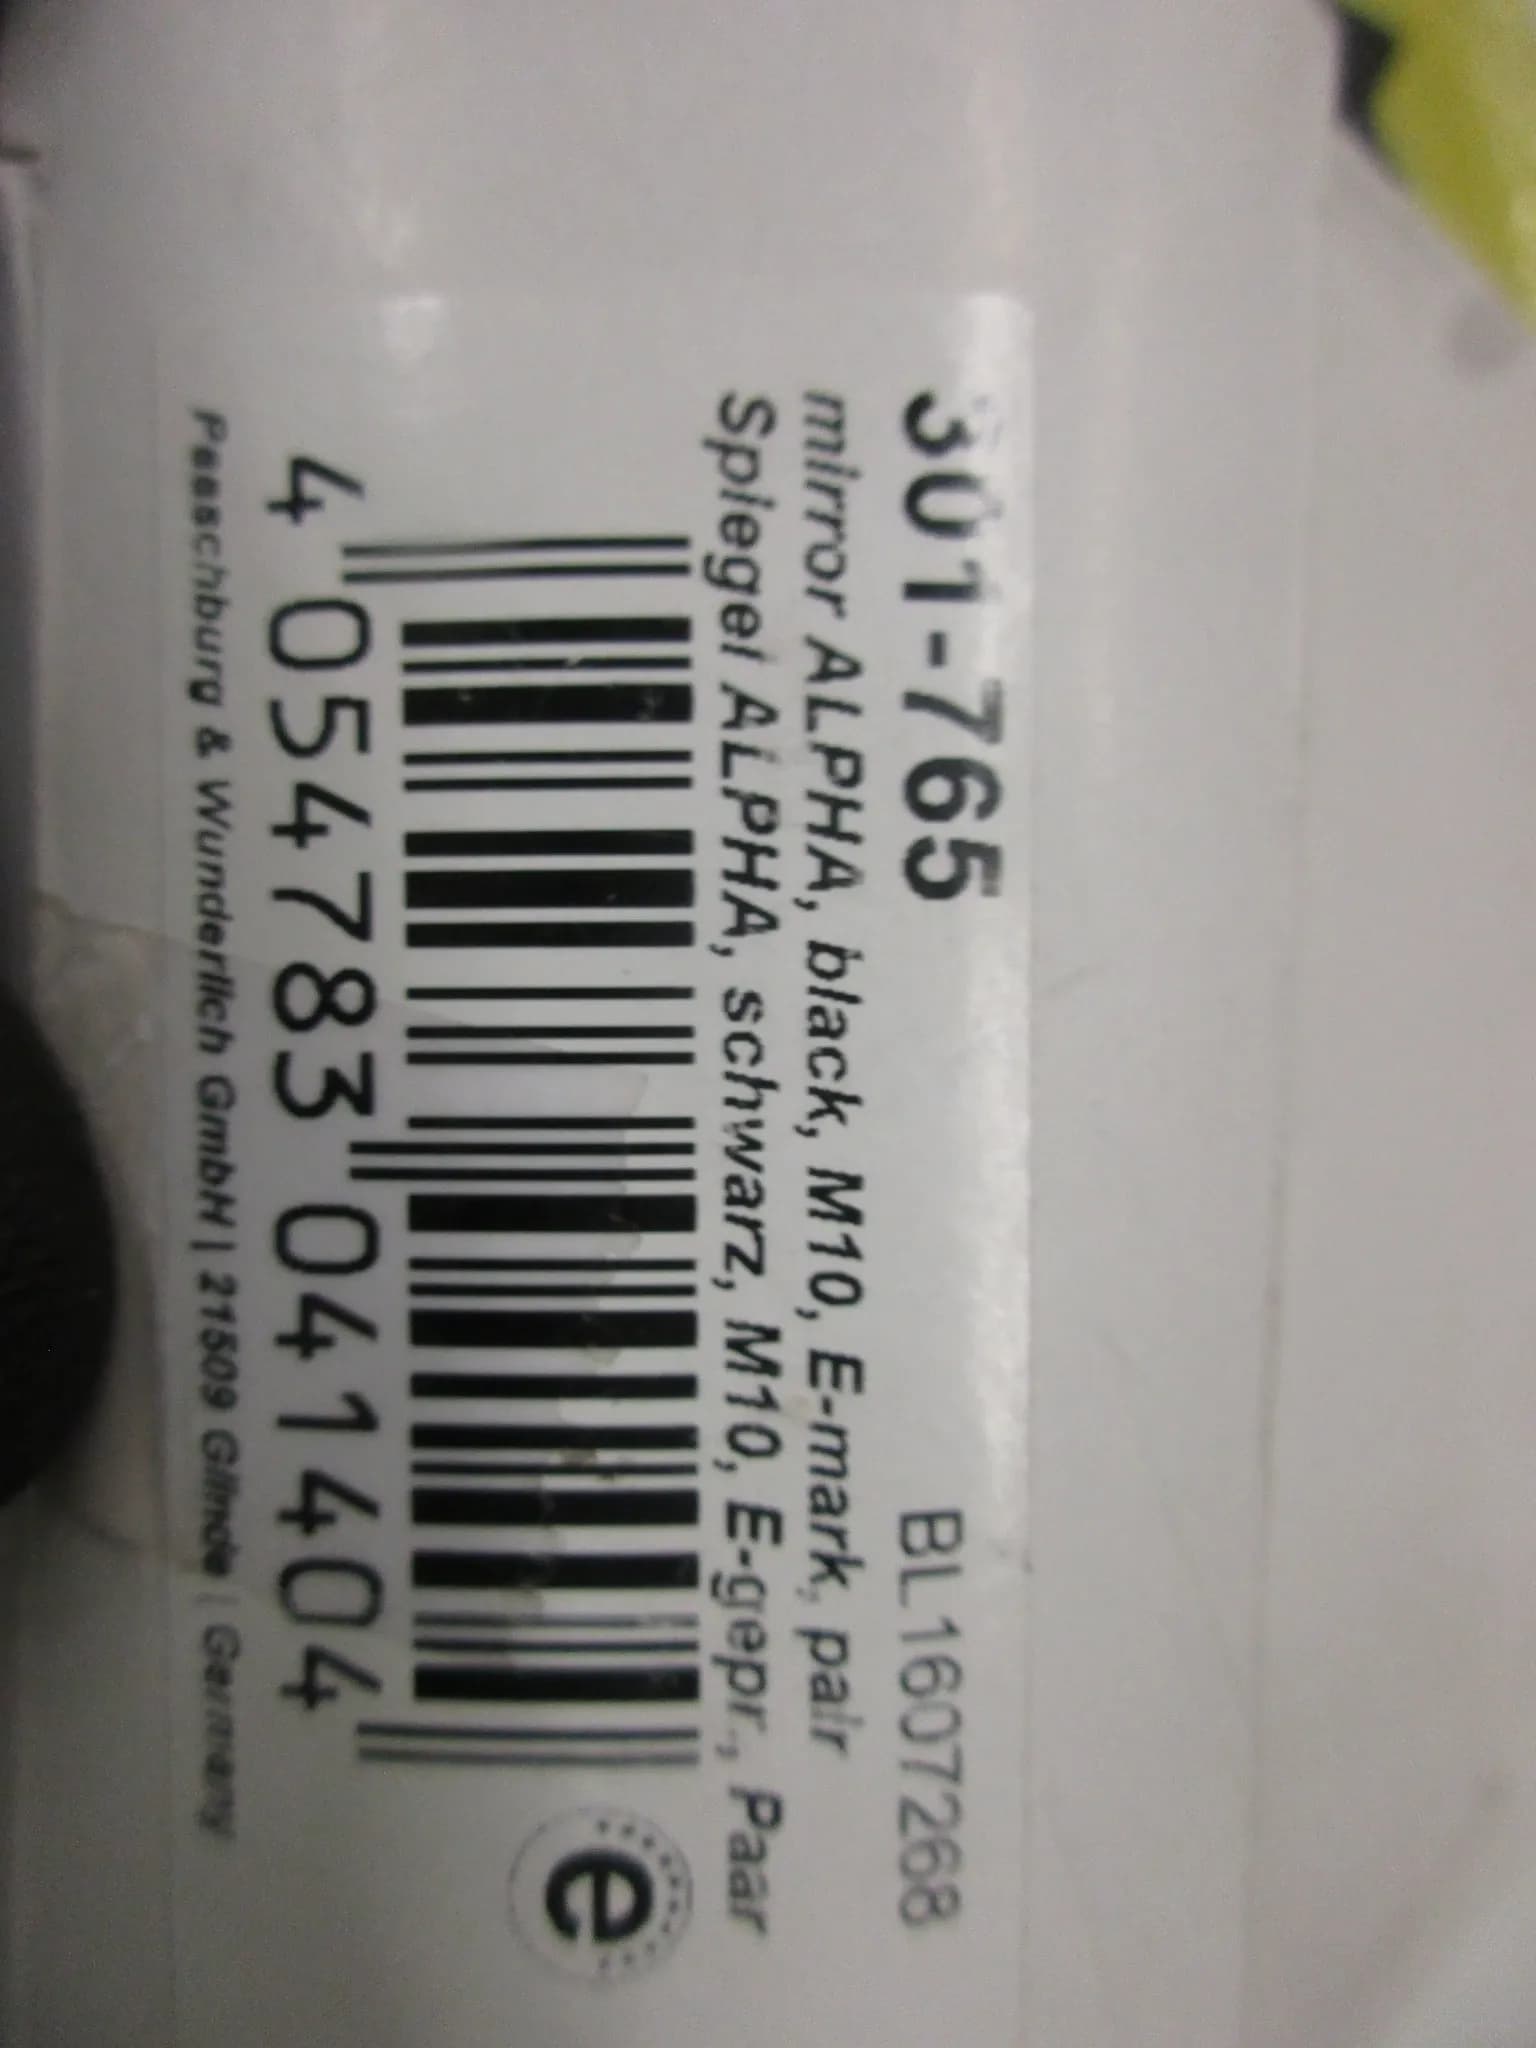 301-765 BL1607268
mirror ALPHA, black, M10, E-mark, pair
Spiegel ALPHA, schwarz, M10, E-gepr., Paar
4 054783 041404
e
Paaschburg & Wunderlich GmbH | 21509 Glinde | Germany